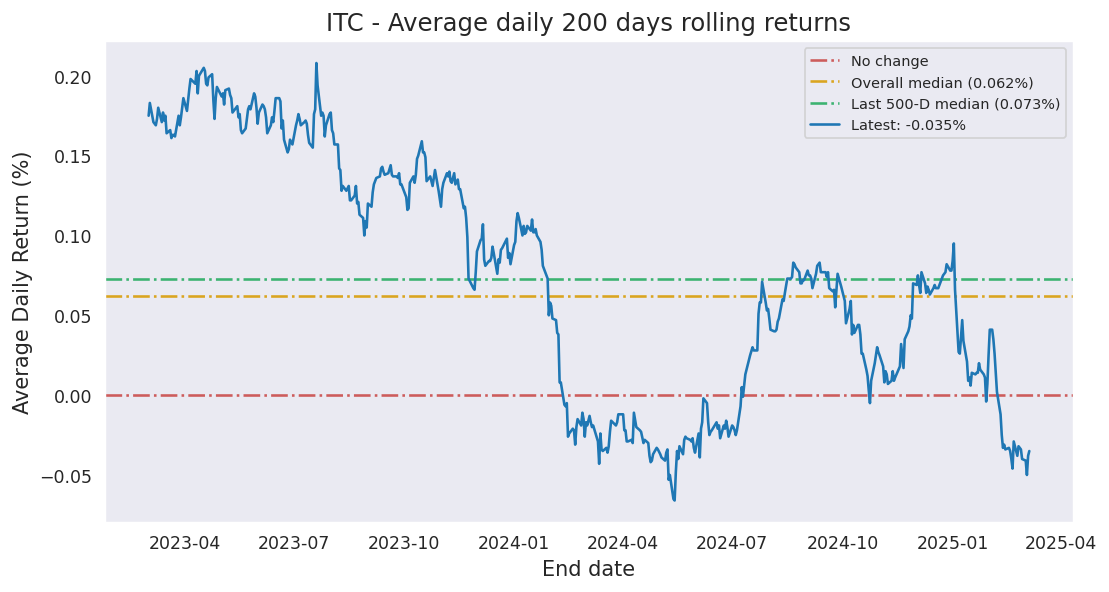 ITC - Average daily 200 days rolling returns
No change
Overall median (0.062%)
Last 500-D median (0.073%)
Latest: -0.035%
Average Daily Return (%)
0.20
0.15
0.10
0.05
0.00
−0.05
2023-04 2023-07 2023-10 2024-01 2024-04 2024-07 2024-10 2025-01 2025-04
End date